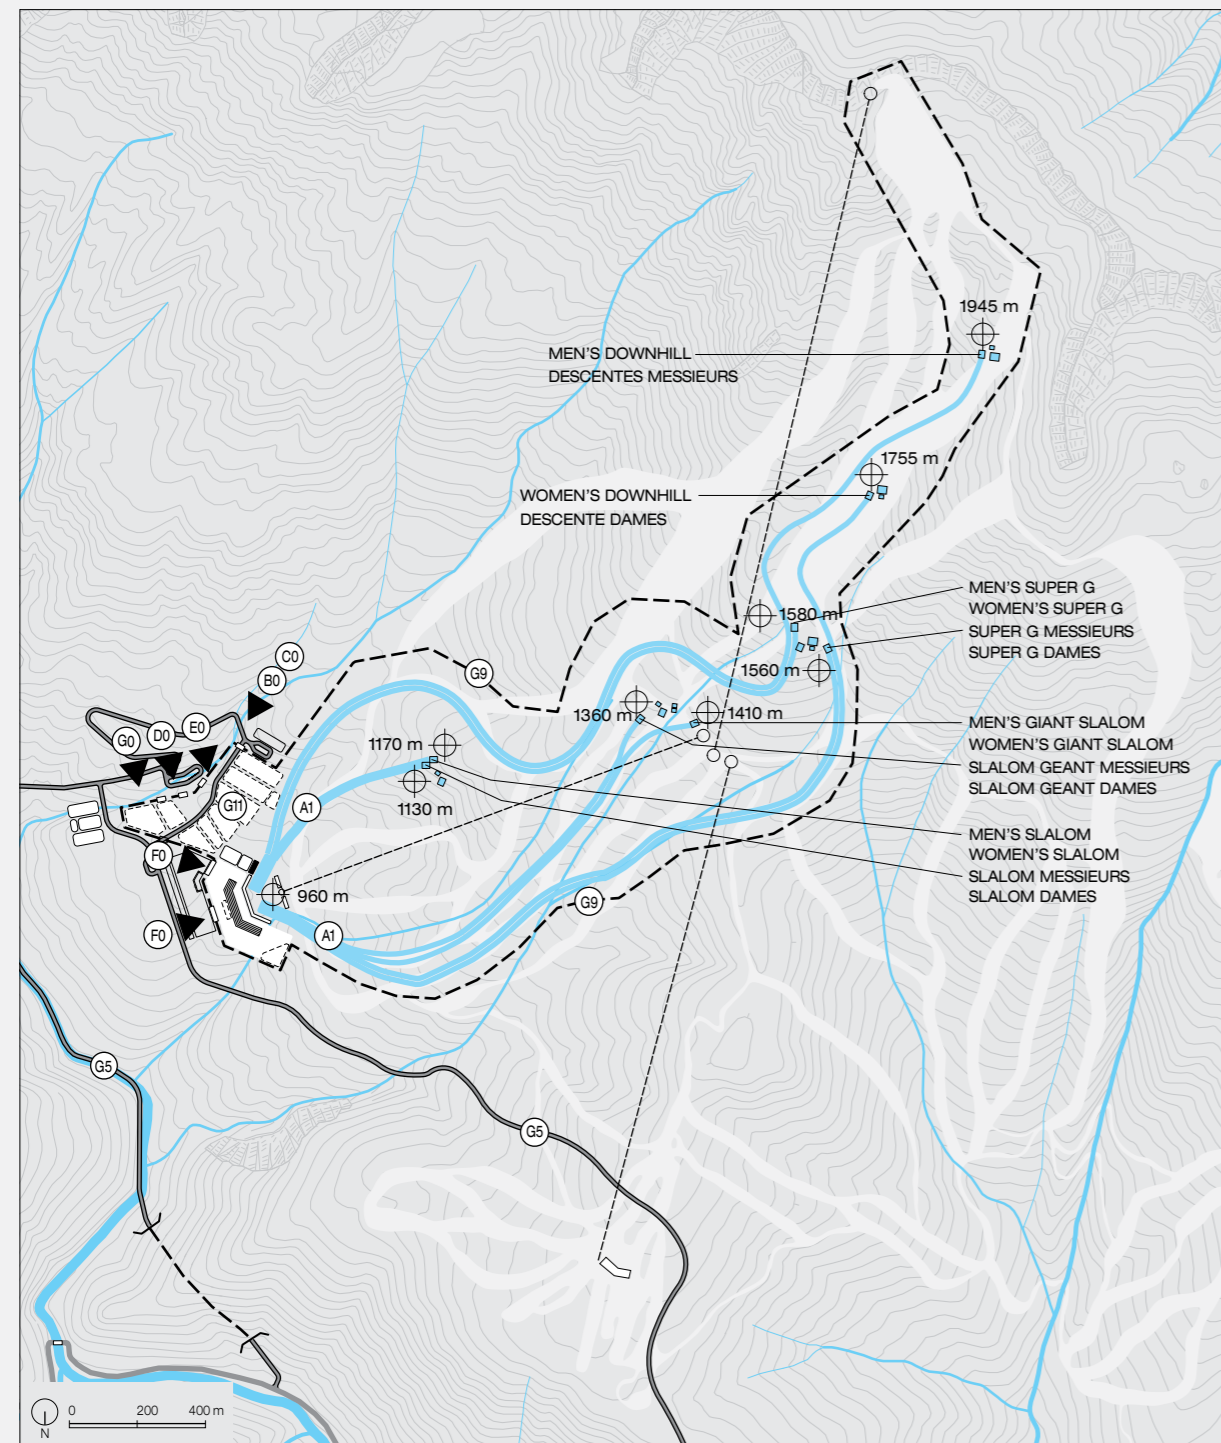 1945 m
MEN'S DOWNHILL
DESCENTES MESSIEURS
1755 m
WOMEN'S DOWNHILL
DESCENTE DAMES
MEN'S SUPER G
WOMEN'S SUPER G
SUPER G MESSIEURS
SUPER G DAMES
1580 m
1560 m
C0
B0
E0
D0
G0
G9
1360 m
1410 m
MEN'S GIANT SLALOM
WOMEN'S GIANT SLALOM
SLALOM GEANT MESSIEURS
SLALOM GEANT DAMES
1170 m
1130 m
G11
A1
MEN'S SLALOM
WOMEN'S SLALOM
SLALOM MESSIEURS
SLALOM DAMES
F0
960 m
G9
F0
A1
G5
G5
0 200 400 m
N